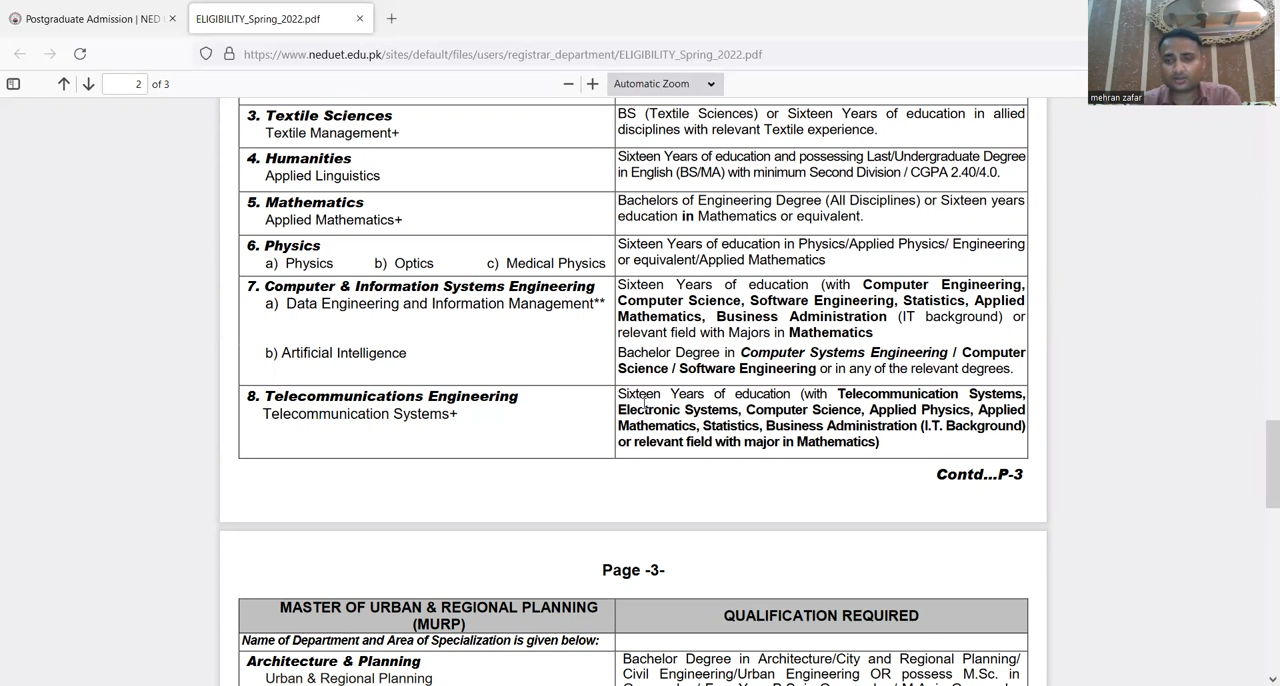 Postgraduate Admission | NED
ELIGIBILITY_Spring_2022.pdf
https://www.neduet.edu.pk/sites/default/files/users/registrar_department/ELIGIBILITY_Spring_2022.pdf
2 of 3
Automatic Zoom
mehran zafar
3. Textile Sciences
Textile Management+
BS (Textile Sciences) or Sixteen Years of education in allied
disciplines with relevant Textile experience.
4. Humanities
Applied Linguistics
Sixteen Years of education and possessing Last/Undergraduate Degree
in English (BS/MA) with minimum Second Division / CGPA 2.40/4.0.
5. Mathematics
Applied Mathematics+
Bachelors of Engineering Degree (All Disciplines) or Sixteen years
education in Mathematics or equivalent.
6. Physics
a) Physics b) Optics c) Medical Physics
Sixteen Years of education in Physics/Applied Physics/ Engineering
or equivalent/Applied Mathematics
7. Computer & Information Systems Engineering
a) Data Engineering and Information Management**
Sixteen Years of education (with Computer Engineering,
Computer Science, Software Engineering, Statistics, Applied
Mathematics, Business Administration (IT background) or
relevant field with Majors in Mathematics
b) Artificial Intelligence
Bachelor Degree in Computer Systems Engineering / Computer
Science / Software Engineering or in any of the relevant degrees.
8. Telecommunications Engineering
Telecommunication Systems+
Sixteen Years of education (with Telecommunication Systems,
Electronic Systems, Computer Science, Applied Physics, Applied
Mathematics, Statistics, Business Administration (I.T. Background)
or relevant field with major in Mathematics)
Contd...P-3
Page -3-
MASTER OF URBAN & REGIONAL PLANNING
(MURP)
QUALIFICATION REQUIRED
Name of Department and Area of Specialization is given below:
Architecture & Planning
Urban & Regional Planning
Bachelor Degree in Architecture/City and Regional Planning/
Civil Engineering/Urban Engineering OR possess M.Sc. in